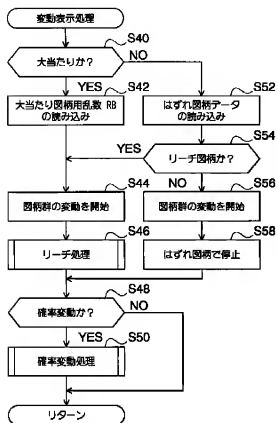 変動表示処理
S40
大当たりか?
NO
YES
S42
S52
大当たり図柄用乱数 RB
の読み込み
はずれ図柄データ
の読み込み
S54
YES
リーチ図柄か?
S44
NO
S56
図柄群の変動を開始
図柄群の変動を開始
S46
S58
リーチ処理
はずれ図柄で停止
S48
確率変動か?
NO
YES
S50
確率変動処理
リターン